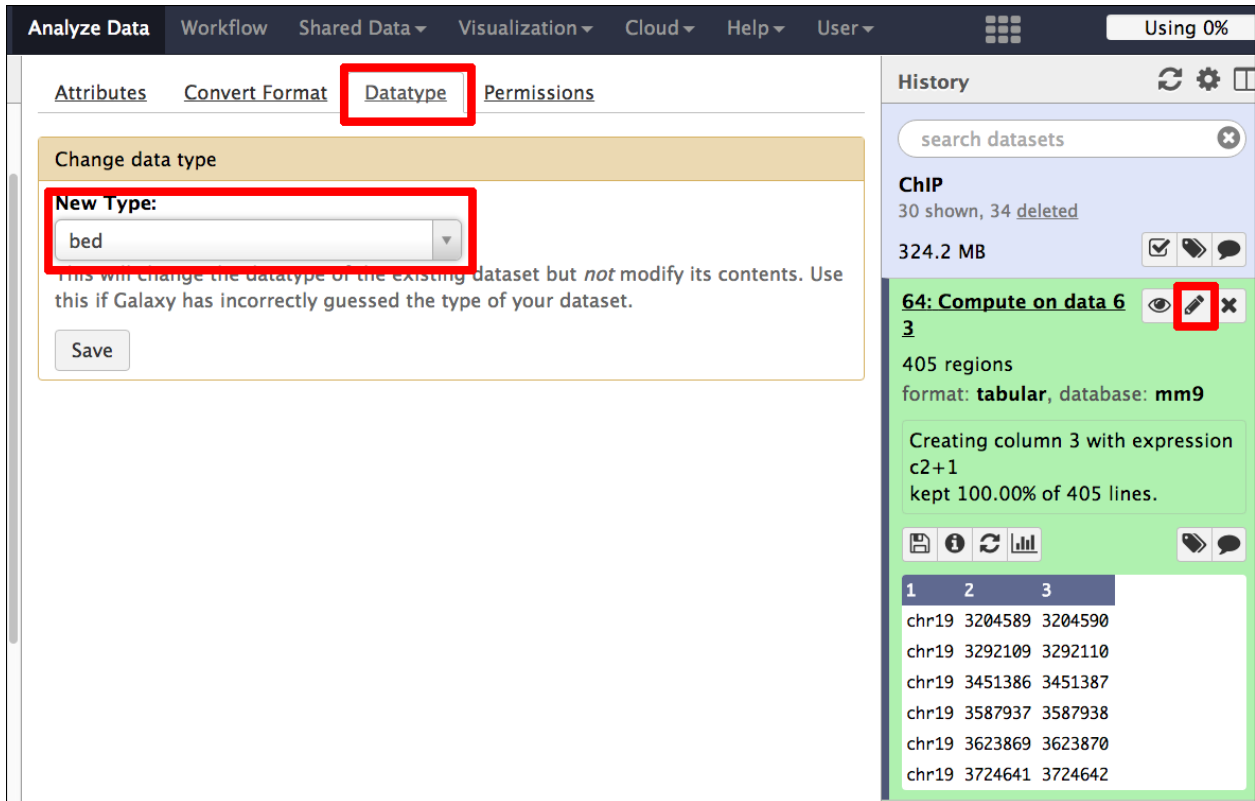 Analyze Data Workflow Shared Data Visualization Cloud Help User Using 0%
Attributes Convert Format Datatype Permissions
Change data type
New Type:
bed
This will change the datatype of the existing dataset but not modify its contents. Use
this if Galaxy has incorrectly guessed the type of your dataset.
Save
History
search datasets
ChIP
30 shown, 34 deleted
324.2 MB
64: Compute on data 6
3
405 regions
format: tabular, database: mm9
Creating column 3 with expression
c2+1
kept 100.00% of 405 lines.
1 2 3
chr19 3204589 3204590
chr19 3292109 3292110
chr19 3451386 3451387
chr19 3587937 3587938
chr19 3623869 3623870
chr19 3724641 3724642